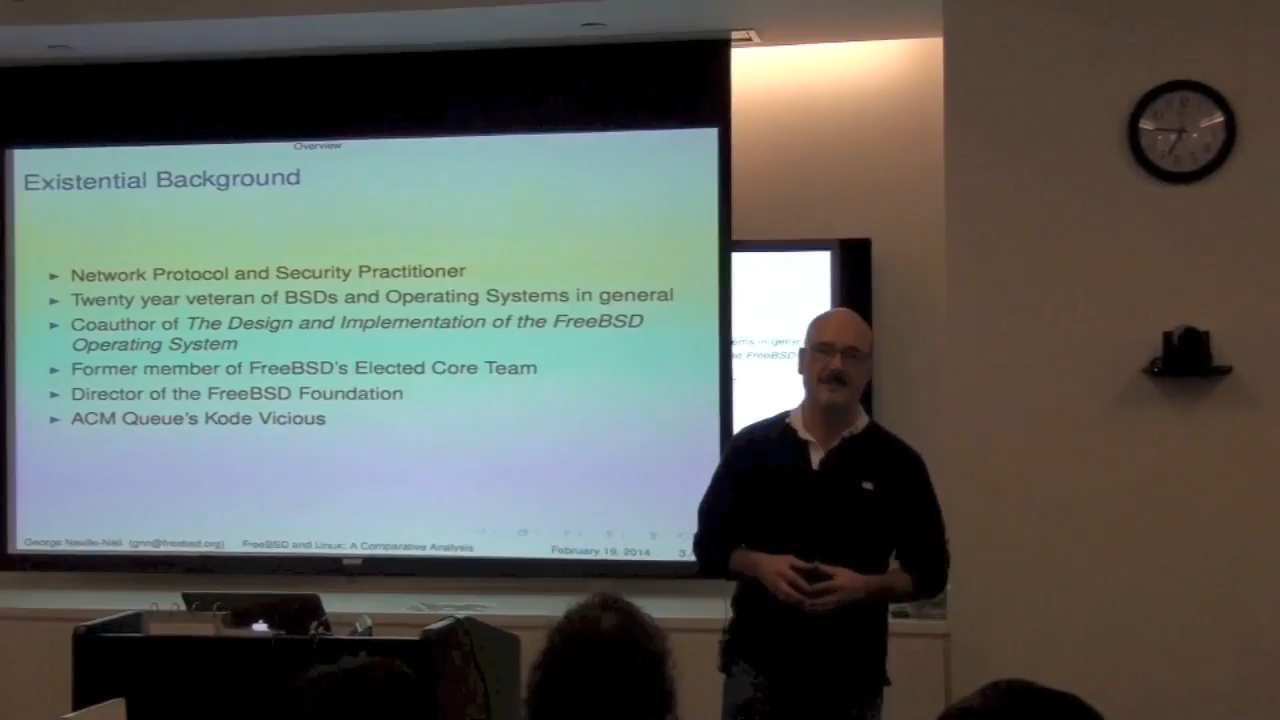 Overview
Existential Background
► Network Protocol and Security Practitioner
► Twenty year veteran of BSDs and Operating Systems in general
► Coauthor of The Design and Implementation of the FreeBSD
Operating System
► Former member of FreeBSD's Elected Core Team
► Director of the FreeBSD Foundation
► ACM Queue's Kode Vicious
George Neville-Neil (gnn@freebsd.org) FreeBSD and Linux: A Comparative Analysis February 19, 2014 3
FreeBSD